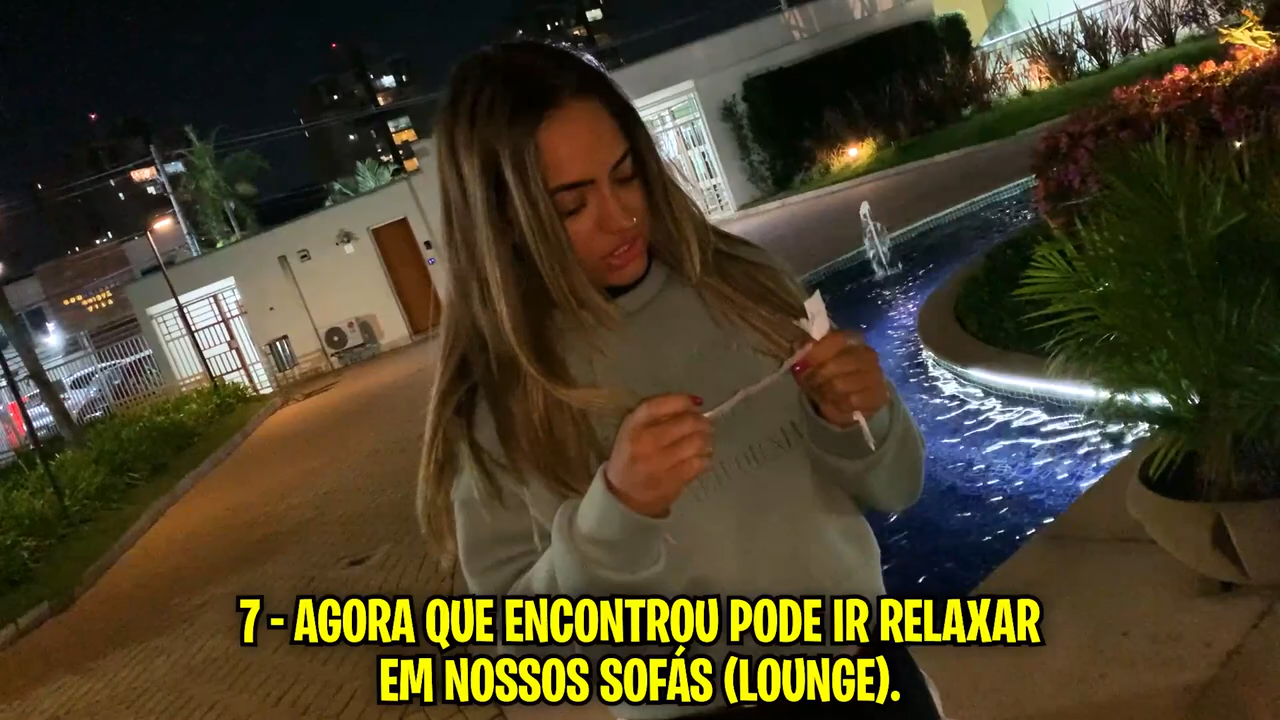 7 - AGORA QUE ENCONTROU PODE IR RELAXAR
EM NOSSOS SOFÁS (LOUNGE).